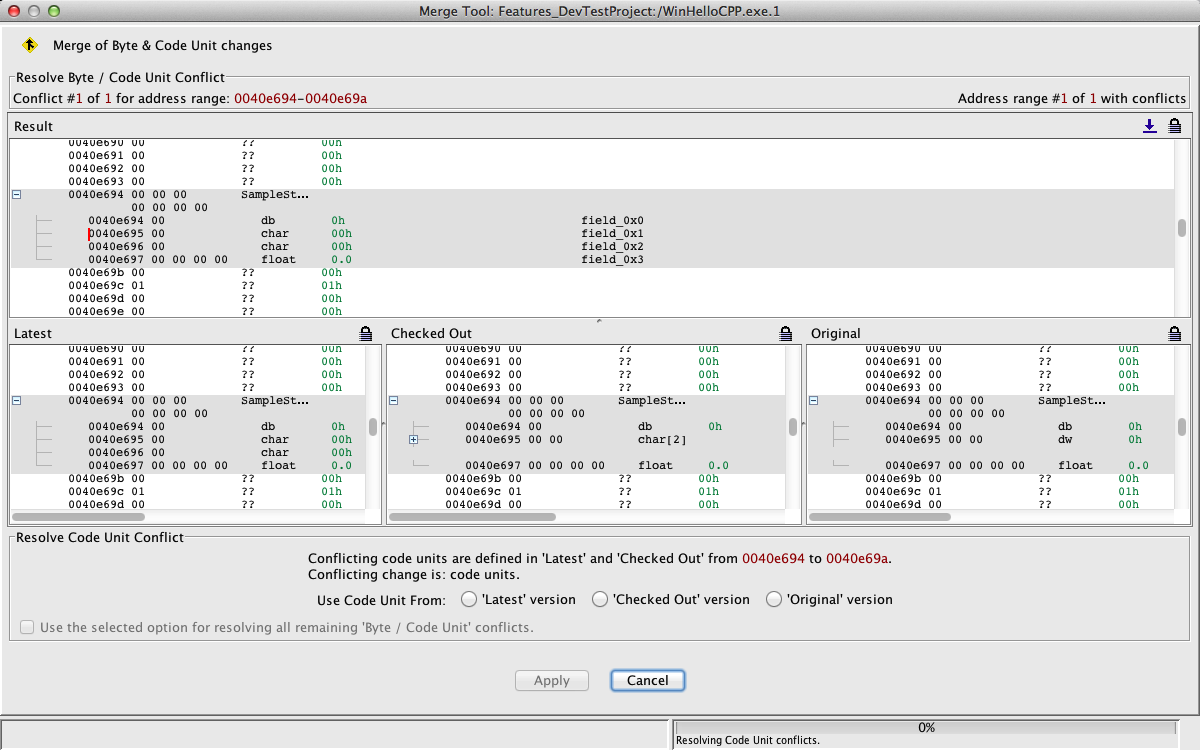 Merge Tool: Features_DevTestProject:/WinHelloCPP.exe.1
Merge of Byte & Code Unit changes
Resolve Byte / Code Unit Conflict
Conflict #1 of 1 for address range: 0040e694-0040e69a Address range #1 of 1 with conflicts
Result
0040e690 00 ?? 00h
0040e691 00 ?? 00h
0040e692 00 ?? 00h
0040e693 00 ?? 00h
0040e694 00 00 00 SampleSt...
00 00 00 00
0040e694 00 db 0h field_0x0
0040e695 00 char 00h field_0x1
0040e696 00 char 00h field_0x2
0040e697 00 00 00 00 float 0.0 field_0x3
0040e69b 00 ?? 00h
0040e69c 01 ?? 01h
0040e69d 00 ?? 00h
0040e69e 00 ?? 00h
Latest
0040e690 00 ?? 00h
0040e691 00 ?? 00h
0040e692 00 ?? 00h
0040e693 00 ?? 00h
0040e694 00 00 00 SampleSt...
00 00 00 00
0040e694 00 db 0h
0040e695 00 char 00h
0040e696 00 char 00h
0040e697 00 00 00 00 float 0.0
0040e69b 00 ?? 00h
0040e69c 01 ?? 01h
0040e69d 00 ?? 00h
Checked Out
0040e690 00 ?? 00h
0040e691 00 ?? 00h
0040e692 00 ?? 00h
0040e693 00 ?? 00h
0040e694 00 00 00 SampleSt...
00 00 00 00
0040e694 00 db 0h
0040e695 00 00 char[2]
0040e697 00 00 00 00 float 0.0
0040e69b 00 ?? 00h
0040e69c 01 ?? 01h
0040e69d 00 ?? 00h
Original
0040e690 00 ?? 00h
0040e691 00 ?? 00h
0040e692 00 ?? 00h
0040e693 00 ?? 00h
0040e694 00 00 00 SampleSt...
00 00 00 00
0040e694 00 db 0h
0040e695 00 00 dw 0h
0040e697 00 00 00 00 float 0.0
0040e69b 00 ?? 00h
0040e69c 01 ?? 01h
0040e69d 00 ?? 00h
Resolve Code Unit Conflict
Conflicting code units are defined in 'Latest' and 'Checked Out' from 0040e694 to 0040e69a.
Conflicting change is: code units.
Use Code Unit From: 'Latest' version 'Checked Out' version 'Original' version
Use the selected option for resolving all remaining 'Byte / Code Unit' conflicts.
Apply Cancel
0%
Resolving Code Unit conflicts.